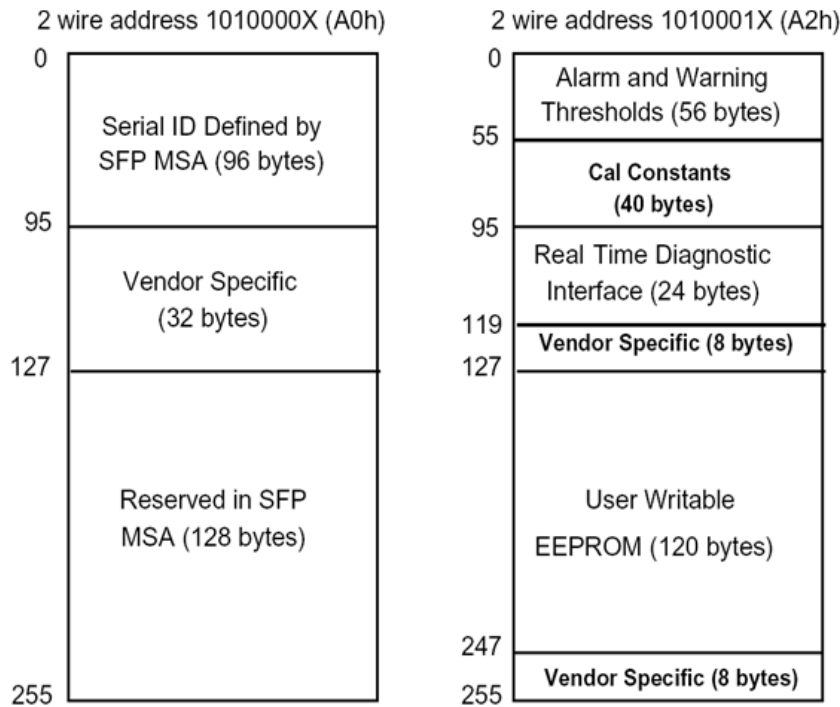 2 wire address 1010000X (A0h)
0
Serial ID Defined by
SFP MSA (96 bytes)
95
Vendor Specific
(32 bytes)
127
Reserved in SFP
MSA (128 bytes)
255
2 wire address 1010001X (A2h)
0
Alarm and Warning
Thresholds (56 bytes)
55
Cal Constants
(40 bytes)
95
Real Time Diagnostic
Interface (24 bytes)
119
Vendor Specific (8 bytes)
127
User Writable
EEPROM (120 bytes)
247
Vendor Specific (8 bytes)
255